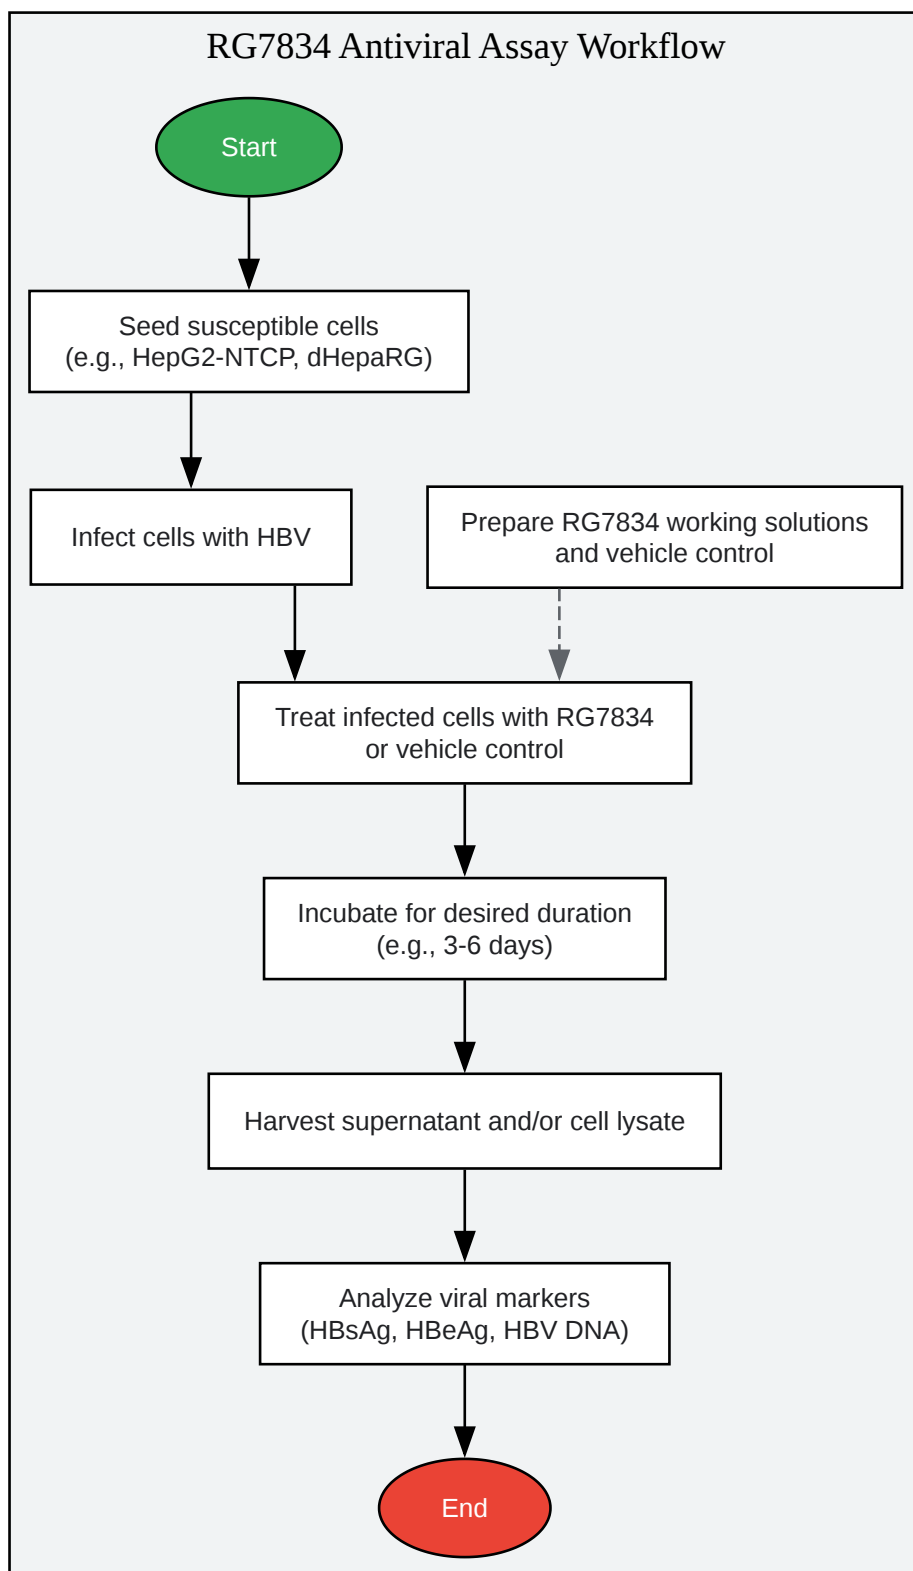 RG7834 Antiviral Assay Workflow
Start
Seed susceptible cells
(e.g., HepG2-NTCP, dHepaRG)
Infect cells with HBV
Prepare RG7834 working solutions
and vehicle control
Treat infected cells with RG7834
or vehicle control
Incubate for desired duration
(e.g., 3-6 days)
Harvest supernatant and/or cell lysate
Analyze viral markers
(HBsAg, HBeAg, HBV DNA)
End